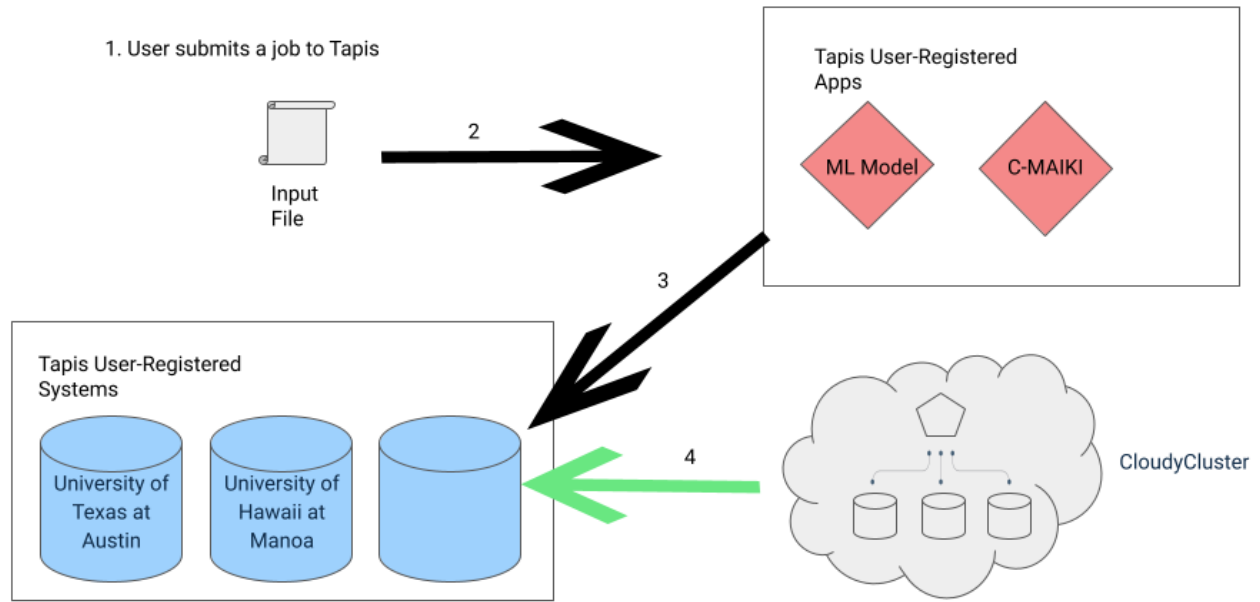 1. User submits a job to Tapis
Input
File
2
Tapis User-Registered
Apps
ML Model
C-MAIKI
3
Tapis User-Registered
Systems
University of
Texas at
Austin
University of
Hawaii at
Manoa
4
CloudyCluster